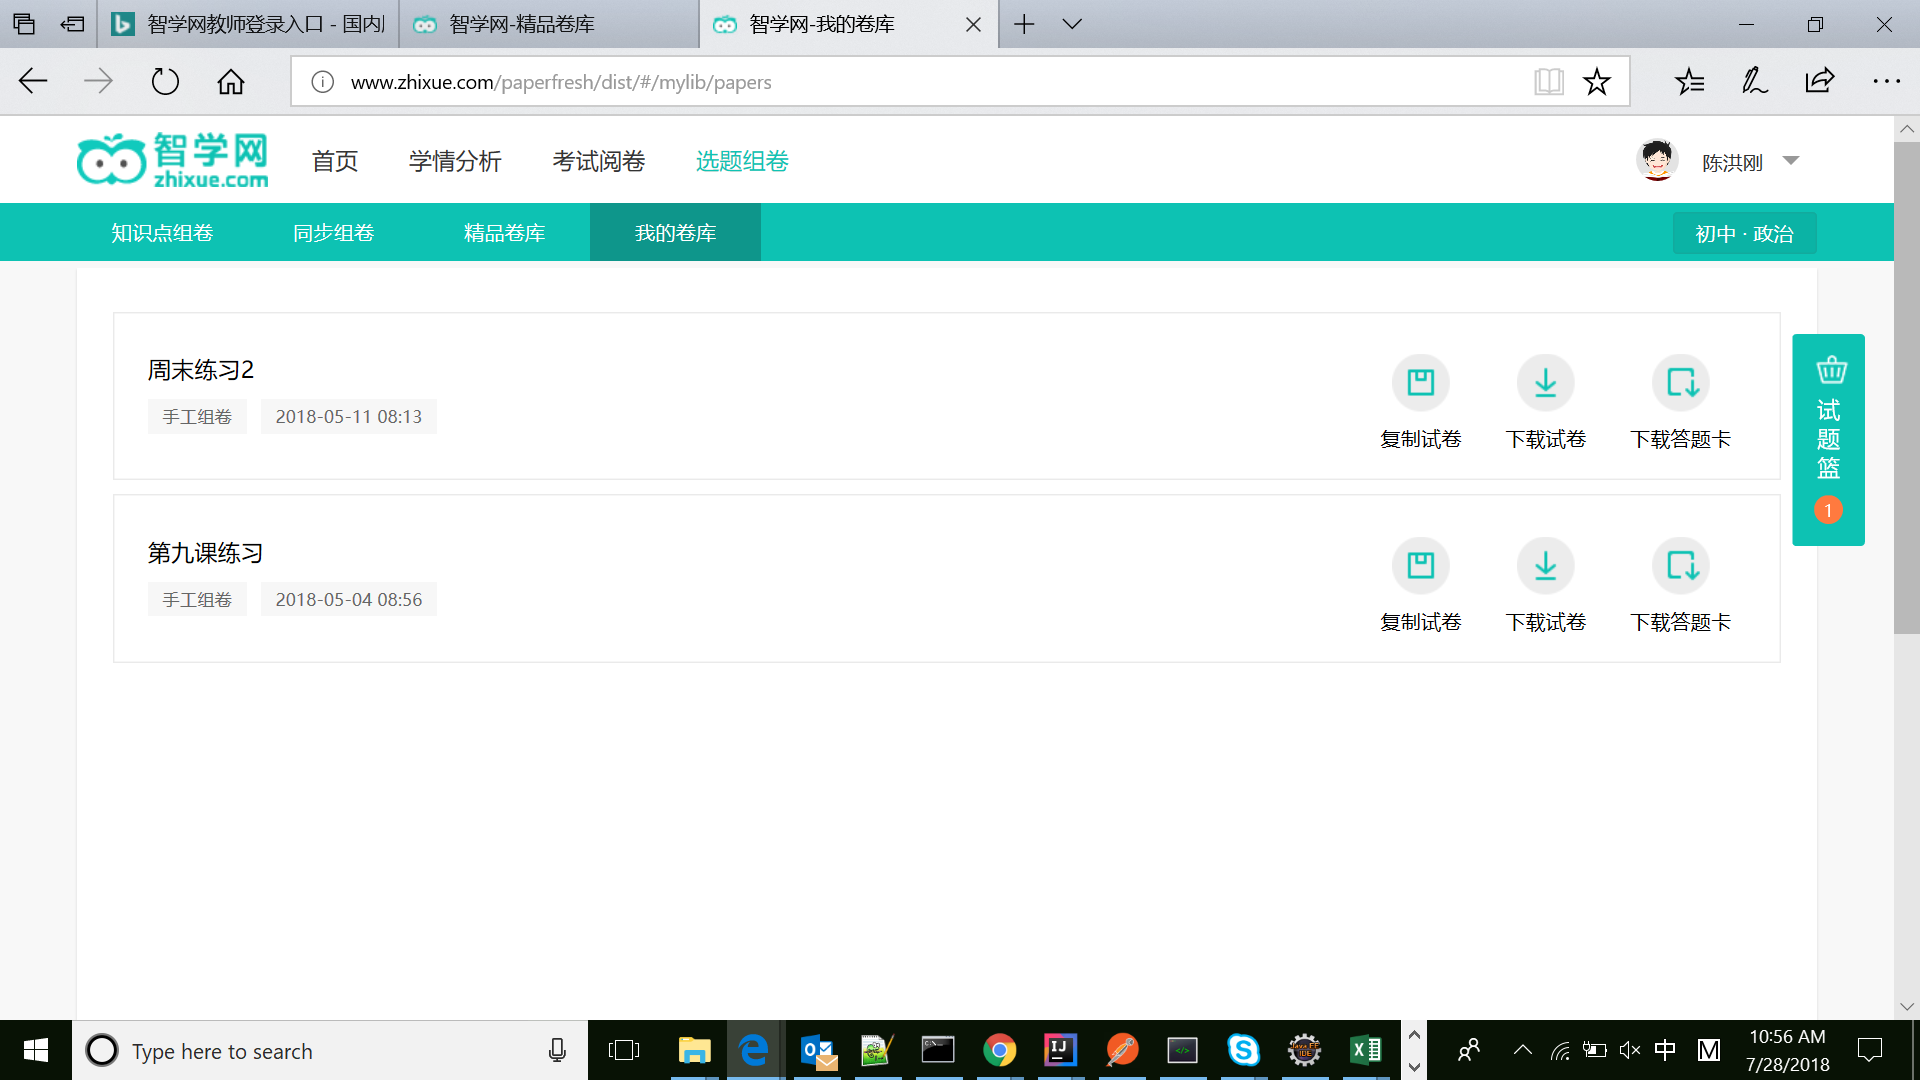 智学网教师登录入口 - 国内
智学网-精品卷库
智学网-我的卷库
www.zhixue.com/paperfresh/dist/#/mylib/papers
智学网
zhixue.com
首页
学情分析
考试阅卷
选题组卷
陈洪刚
知识点组卷
同步组卷
精品卷库
我的卷库
初中 · 政治
周末练习2
手工组卷
2018-05-11 08:13
复制试卷
下载试卷
下载答题卡
试
题
篮
1
第九课练习
手工组卷
2018-05-04 08:56
复制试卷
下载试卷
下载答题卡
Type here to search
中
M
10:56 AM
7/28/2018